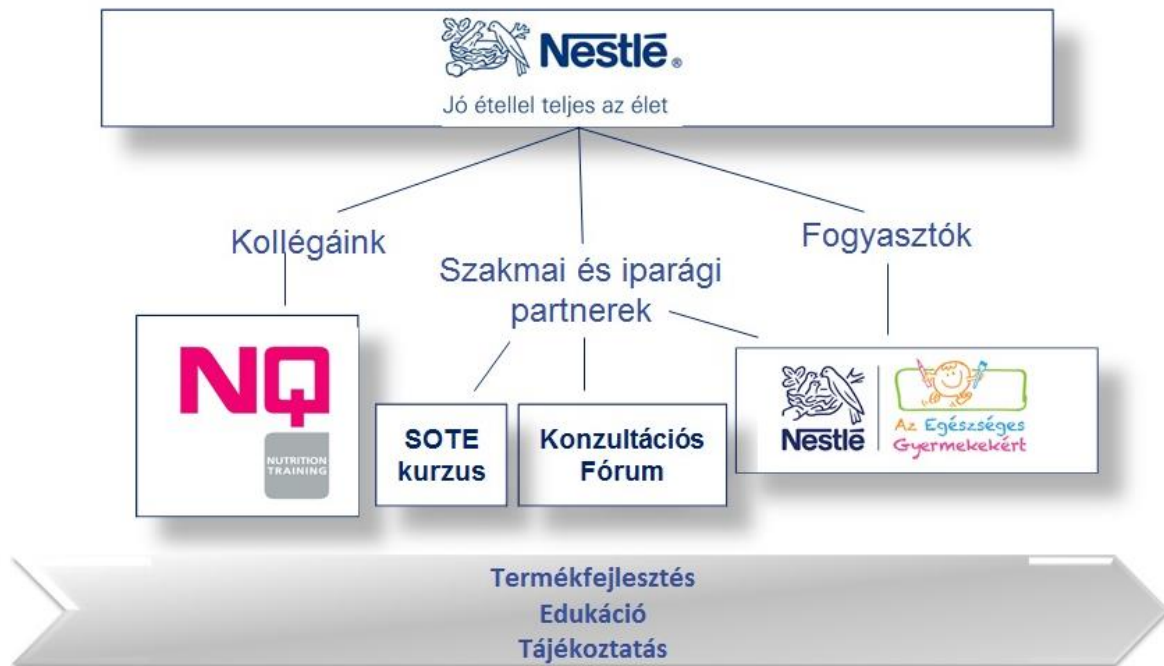 Nestlé ®
Jó étellel teljes az élet
Kollégáink
Szakmai és iparági
partnerek
Fogyasztók
NQ
NUTRITION
TRAINING
SOTE
kurzus
Konzultációs
Fórum
Nestlé
Az Egészséges
Gyermekekért
Termékfejlesztés
Edukáció
Tájékoztatás